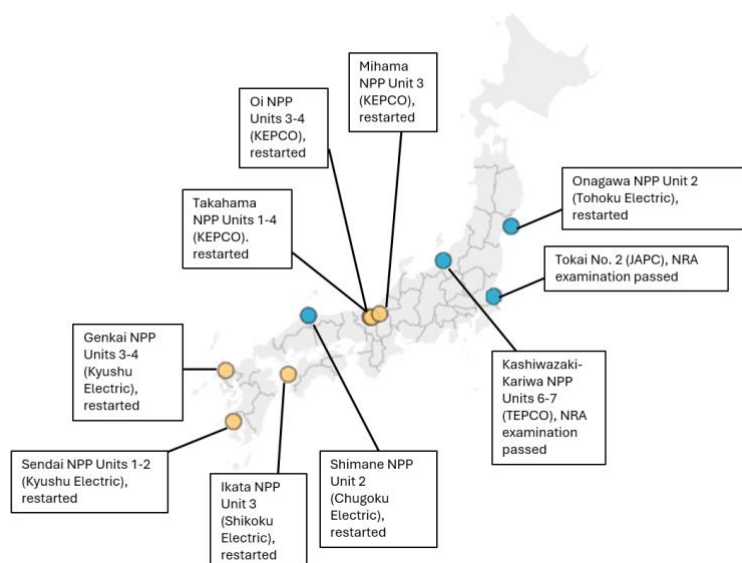 Mihama
NPP Unit 3
(KEPCO),
restarted
Oi NPP
Units 3-4
(KEPCO),
restarted
Takahama
NPP Units 1-4
(KEPCO).
restarted
Onagawa NPP Unit 2
(Tohoku Electric),
restarted
Tokai No. 2 (JAPC), NRA
examination passed
Genkai NPP
Units 3-4
(Kyushu
Electric),
restarted
Kashiwazaki-
Kariwa NPP
Units 6-7
(TEPCO), NRA
examination
passed
Sendai NPP Units 1-2
(Kyushu Electric),
restarted
Ikata NPP
Unit 3
(Shikoku
Electric),
restarted
Shimane NPP
Unit 2
(Chugoku
Electric),
restarted